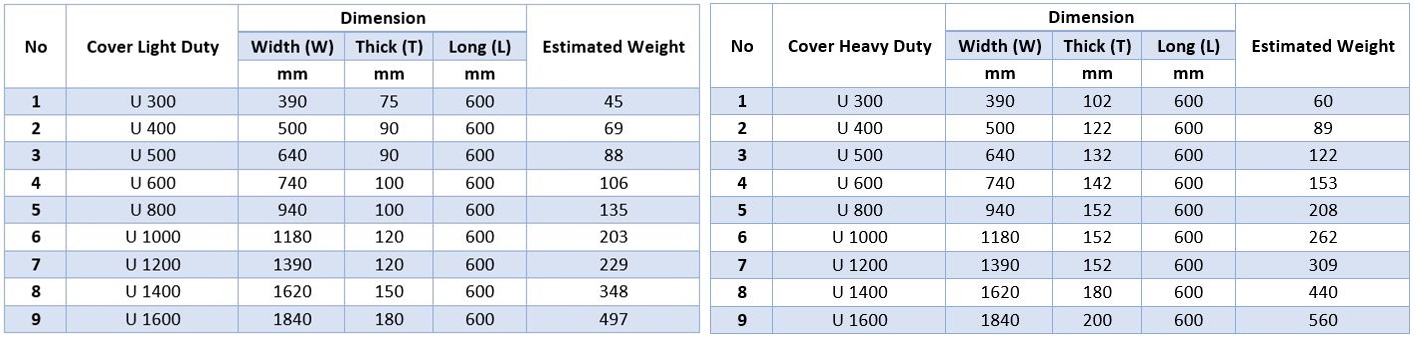 No Cover Light Duty Dimension Estimated Weight
Width (W) Thick (T) Long (L)
mm mm mm
1 U 300 390 75 600 45
2 U 400 500 90 600 69
3 U 500 640 90 600 88
4 U 600 740 100 600 106
5 U 800 940 100 600 135
6 U 1000 1180 120 600 203
7 U 1200 1390 120 600 229
8 U 1400 1620 150 600 348
9 U 1600 1840 180 600 497
No Cover Heavy Duty Dimension Estimated Weight
Width (W) Thick (T) Long (L)
mm mm mm
1 U 300 390 102 600 60
2 U 400 500 122 600 89
3 U 500 640 132 600 122
4 U 600 740 142 600 153
5 U 800 940 152 600 208
6 U 1000 1180 152 600 262
7 U 1200 1390 152 600 309
8 U 1400 1620 180 600 440
9 U 1600 1840 200 600 560